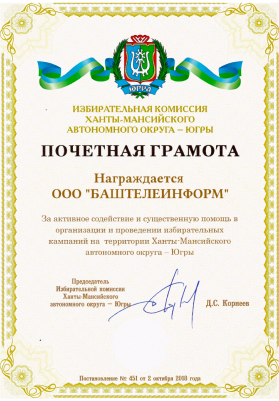 ЮГРА
ИЗБИРАТЕЛЬНАЯ КОМИССИЯ
ХАНТЫ-МАНСИЙСКОГО
АВТОНОМНОГО ОКРУГА – ЮГРЫ
ПОЧЕТНАЯ ГРАМОТА
Награждается
ООО "БАШТЕЛЕИНФОРМ"
За активное содействие и существенную помощь в
организации и проведении избирательных
кампаний на территории Ханты-Мансийского
автономного округа – Югры
Председатель
Избирательной комиссии
Ханты-Мансийского
автономного округа – Югры
Д.С. Корнеев
Постановление № 451 от 2 октября 2018 года